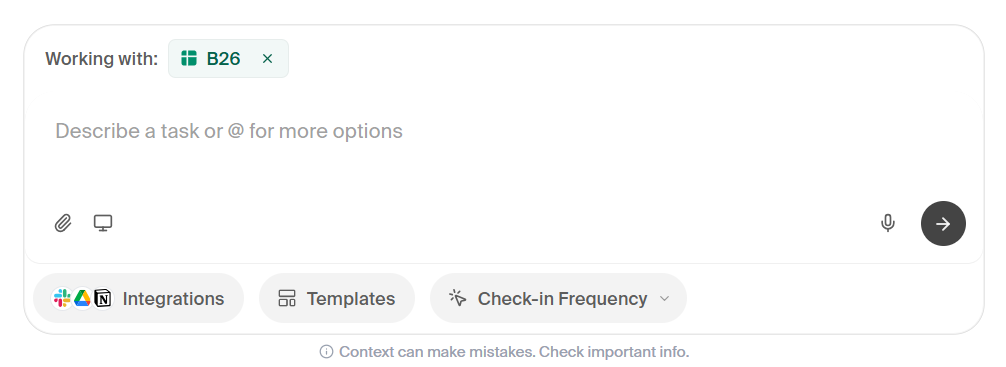 Working with: B26
Describe a task or @ for more options
Integrations Templates Check-in Frequency
Context can make mistakes. Check important info.